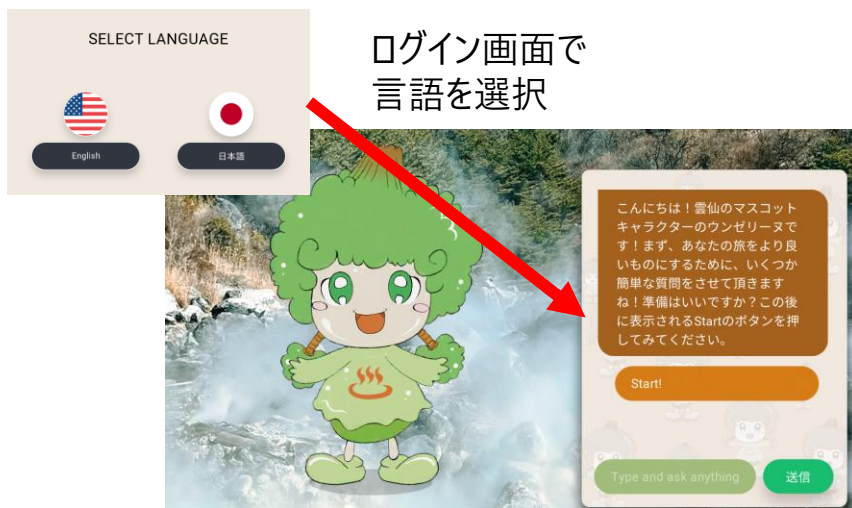 SELECT LANGUAGE
English
日本語
ログイン画面で
言語を選択
こんにちは！雲仙のマスコット
キャラクターのウンゼリーヌで
す！まず、あなたの旅をより良
いものにするために、いくつか
簡単な質問をさせて頂きます
ね！準備はいいですか？この後
に表示されるStartのボタンを押
してみてください。
Start!
Type and ask anything
送信